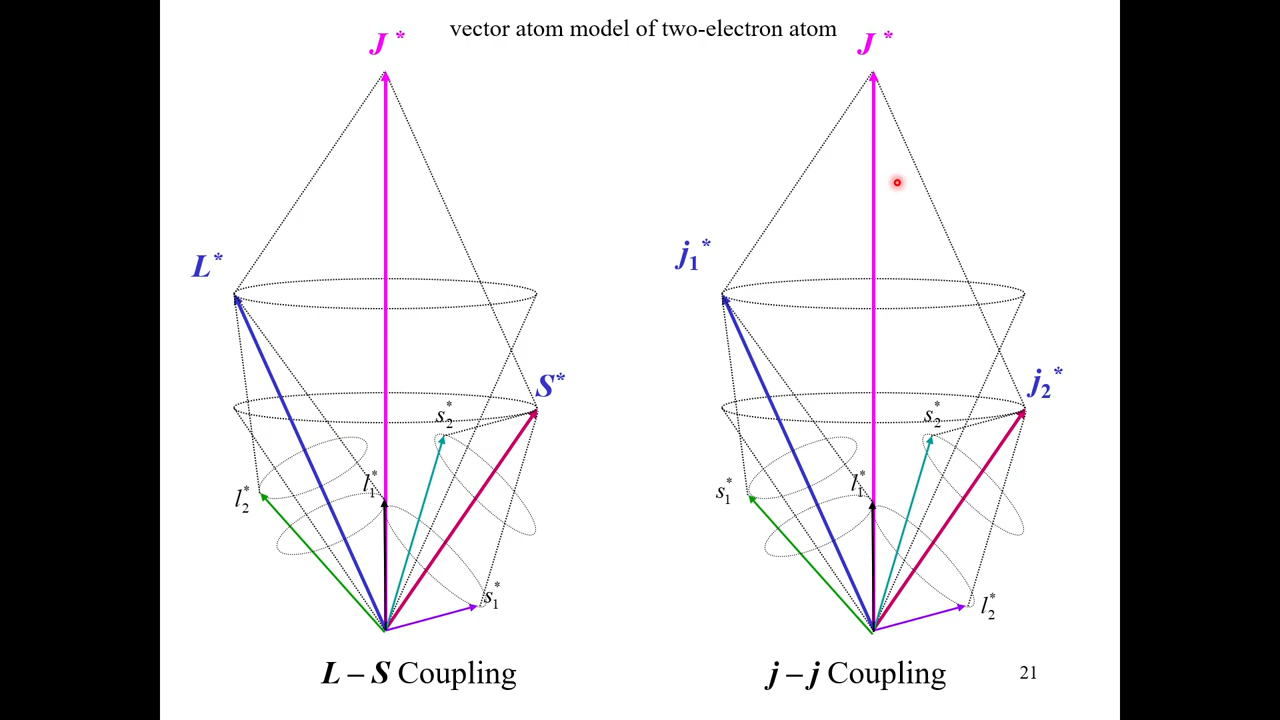 vector atom model of two-electron atom
J*
J*
L*
j₁*
S*
j₂*
s₂*
s₂*
l₂*
l₁*
s₁*
l₁*
s₁*
l₂*
L – S Coupling
j – j Coupling
21